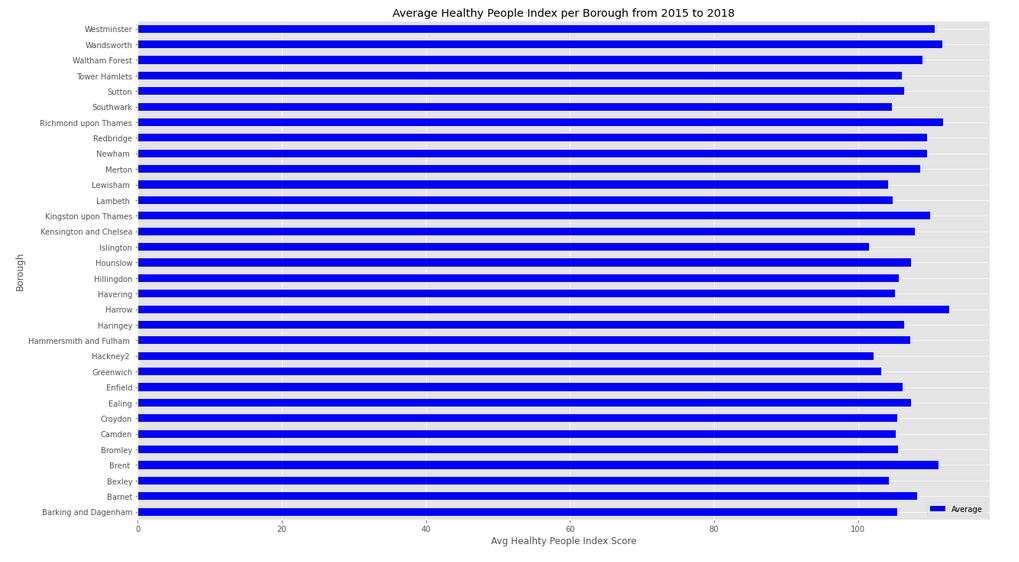 Average Healthy People Index per Borough from 2015 to 2018
Westminster
Wandsworth
Waltham Forest
Tower Hamlets
Sutton
Southwark
Richmond upon Thames
Redbridge
Newham
Merton
Lewisham
Lambeth
Kingston upon Thames
Kensington and Chelsea
Islington
Hounslow
Hillingdon
Havering
Harrow
Haringey
Hammersmith and Fulham
Hackney2
Greenwich
Enfield
Ealing
Croydon
Camden
Bromley
Brent
Bexley
Barnet
Barking and Dagenham
Borough
Average
0 20 40 60 80 100
Avg Healhty People Index Score